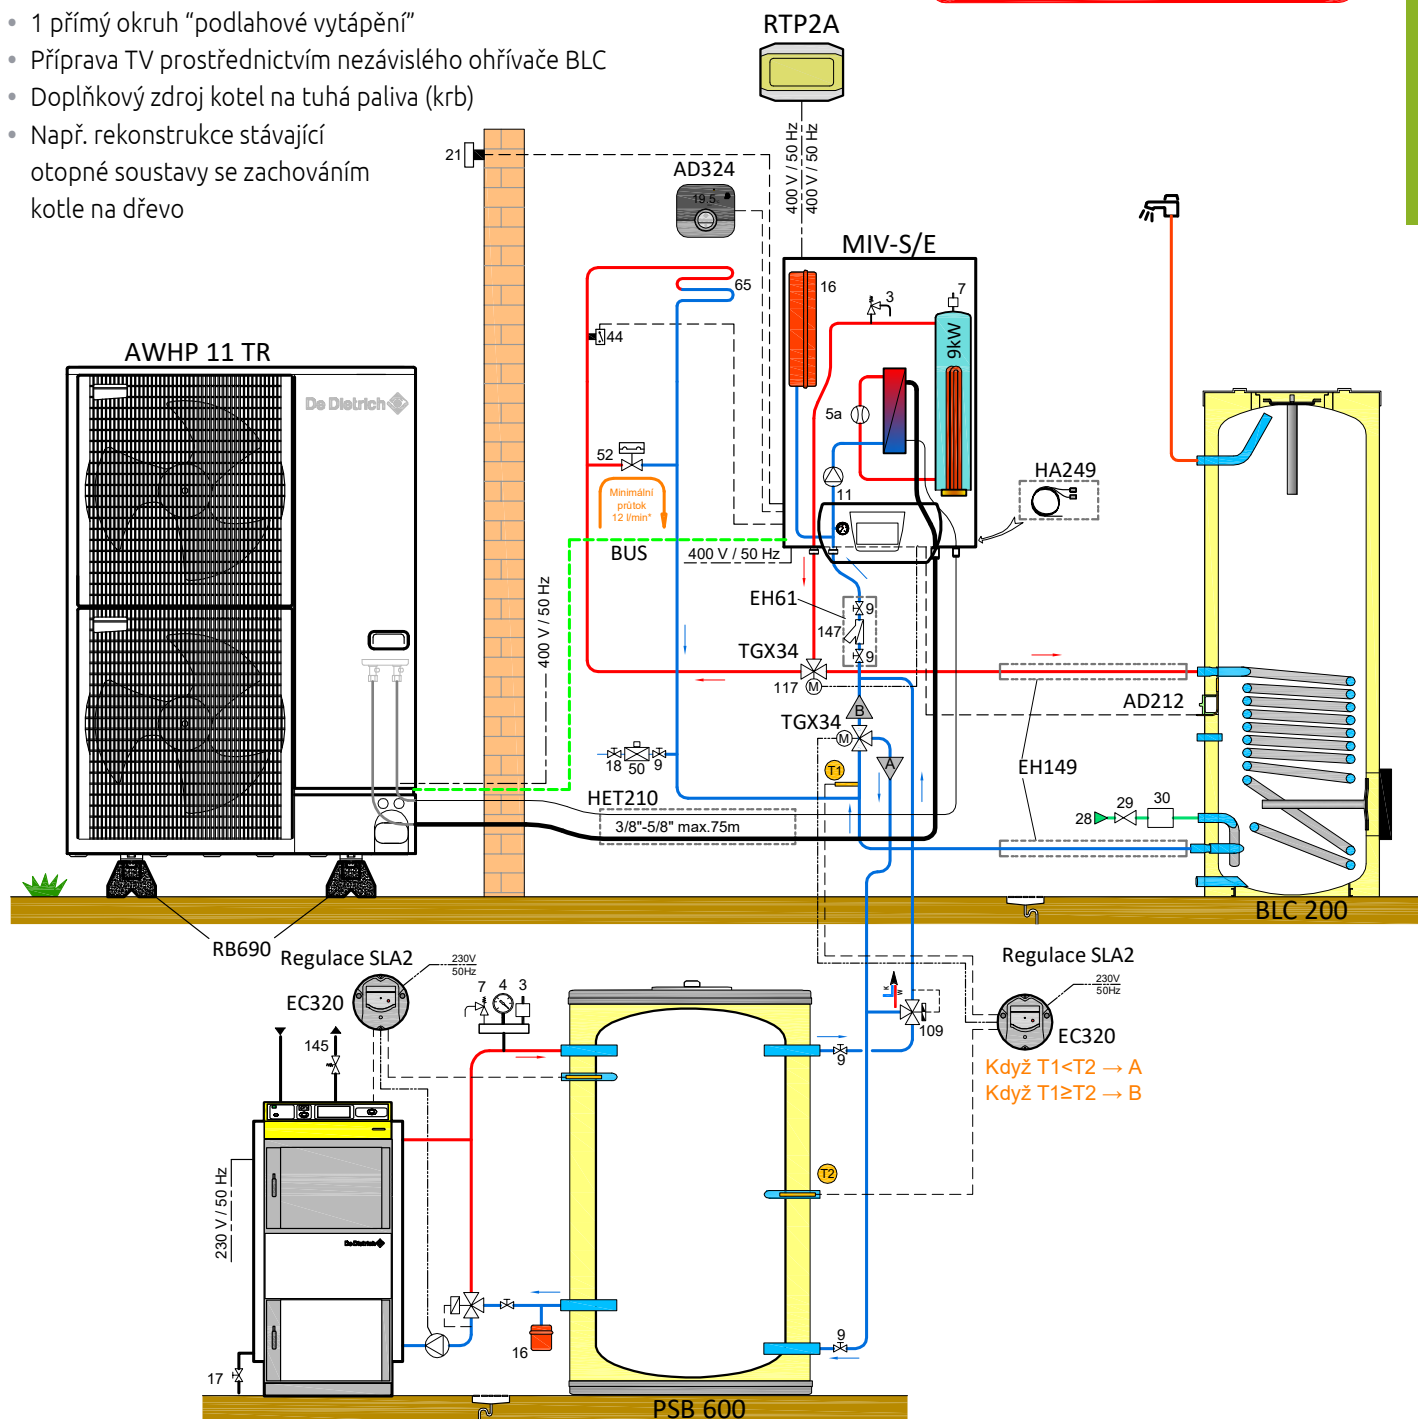 • 1 přímý okruh “podlahové vytápění”
• Příprava TV prostřednictvím nezávislého ohřívače BLC
• Doplňkový zdroj kotel na tuhá paliva (krb)
• Např. rekonstrukce stávající
otopné soustavy se zachováním
kotle na dřevo
RTP2A
400 V / 50 Hz
400 V / 50 Hz
21
AD324
19.5
MIV-S/E
65
16
3
7
44
9kW
AWHP 11 TR
De Dietrich
5a
52
11
HA249
Minimální
průtok
12 l/min*
BUS
400 V / 50 Hz
400 V / 50 Hz
EH61
9
147
9
TGX34
117
M
AD212
TGX34
B
M
A
18
50
9
T1
EH149
HET210
3/8"-5/8" max.75m
28
29
30
BLC 200
RB690
Regulace SLA2
230V
50Hz
EC320
7
4
3
145
K
W
109
9
Regulace SLA2
230V
50Hz
EC320
Když T1<T2 → A
Když T1≥T2 → B
T2
230 V / 50 Hz
De Dietrich
16
9
17
PSB 600